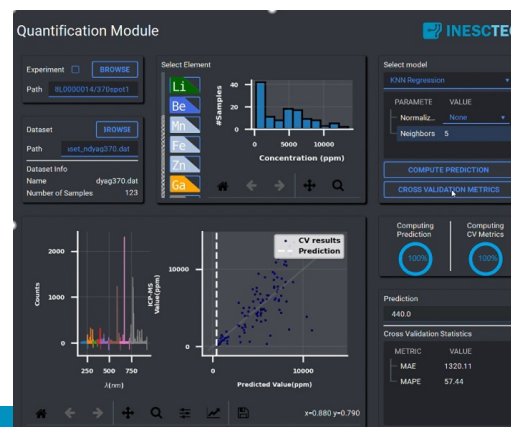 Quantification Module
INESCTEC
Experiment
BROWSE
Path 8L0000014/370spot1
Dataset
BROWSE
Path iset_ndyag370.dat
Dataset Info
Name dyag370.dat
Number of Samples 123
Select Element
Li
Be
Mn
Fe
Zn
Ga
#Samples
40
20
0
0 5000 10000
Concentration (ppm)
Select model
KNN Regression
PARAMETE VALUE
Normaliz.. None
Neighbors 5
COMPUTE PREDICTION
CROSS VALIDATION METRICS
Counts
2000
1000
0
250 500 750
λ(nm)
ICP-MS
Value(ppm)
10000
0
CV results
Prediction
0 10000
Predicted Value(ppm)
x=0.880 y=0.790
Computing
Prediction
100%
Computing
CV Metrics
100%
Prediction
440.0
Cross Validation Statistics
METRIC VALUE
MAE 1320.11
MAPE 57.44